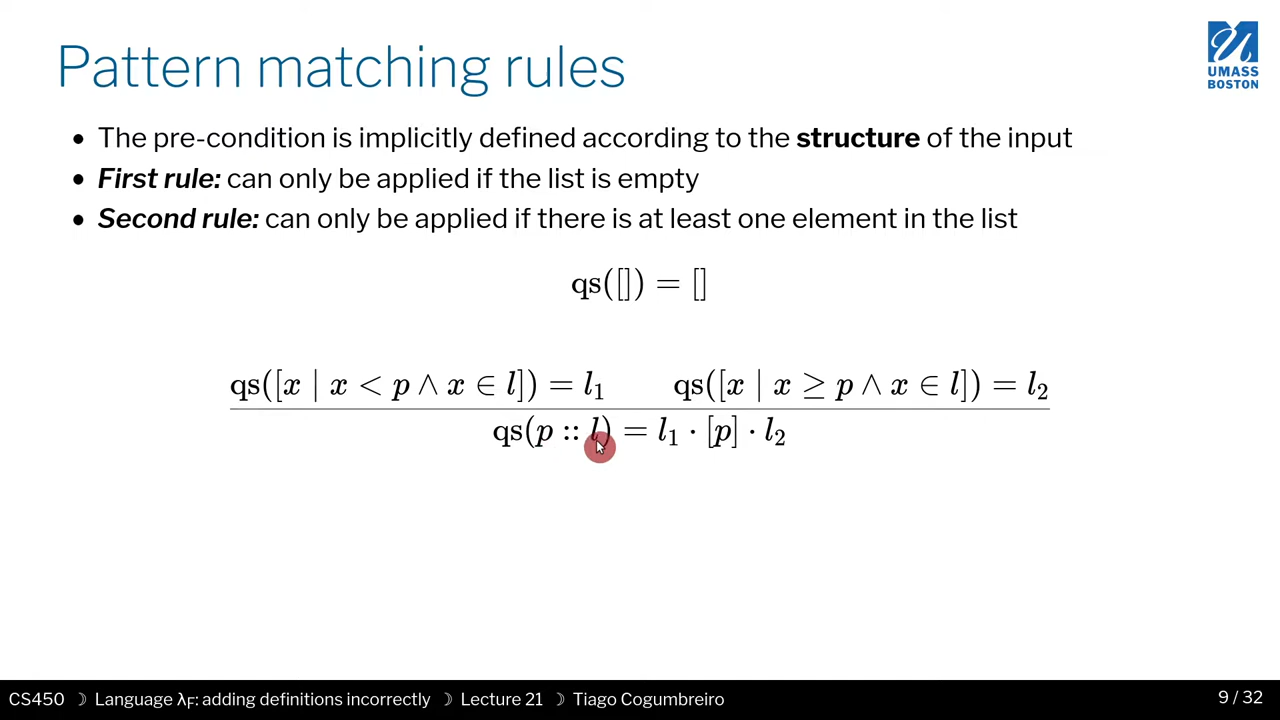 Pattern matching rules
UMASS
BOSTON
• The pre-condition is implicitly defined according to the structure of the input
• First rule: can only be applied if the list is empty
• Second rule: can only be applied if there is at least one element in the list
qs([]) = []
qs([x | x < p ∧ x ∈ l]) = l₁ qs([x | x ≥ p ∧ x ∈ l]) = l₂
qs(p :: l) = l₁ · [p] · l₂
CS450 ☽ Language λF: adding definitions incorrectly ☽ Lecture 21 ☽ Tiago Cogumbreiro 9 / 32